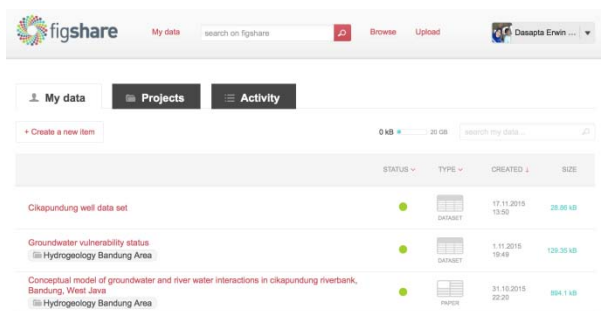 figshare
My data
search on figshare
Browse
Upload
Dasapta Erwin ...
My data
Projects
Activity
+ Create a new item
0 kB
20 GB
search my data...
STATUS
TYPE
CREATED ↓
SIZE
Cikapundung well data set
DATASET
17.11.2015
13:50
28.86 kB
Groundwater vulnerability status
Hydrogeology Bandung Area
DATASET
1.11.2015
19:49
129.35 kB
Conceptual model of groundwater and river water interactions in cikapundung riverbank,
Bandung, West Java
Hydrogeology Bandung Area
PAPER
31.10.2015
22:20
894.1 kB